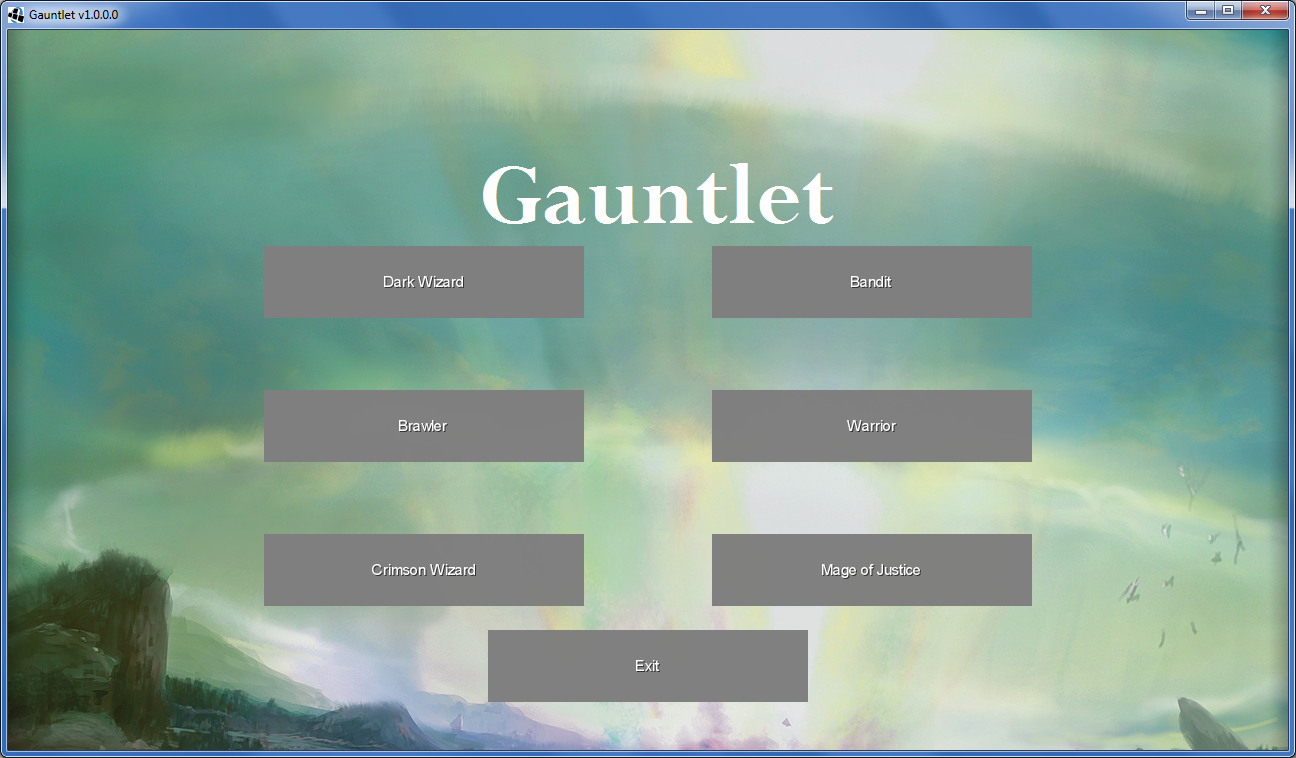 Gauntlet v1.0.0.0
Gauntlet
Dark Wizard
Bandit
Brawler
Warrior
Crimson Wizard
Mage of Justice
Exit